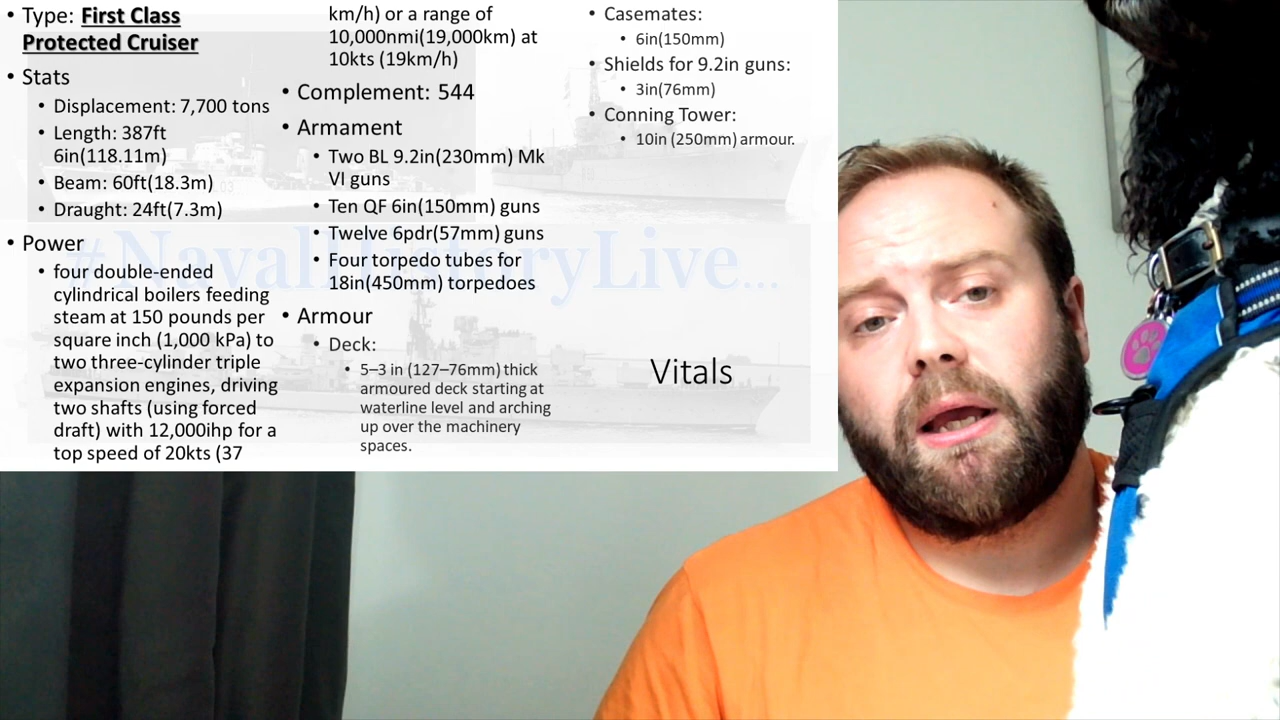 • Type: First Class
Protected Cruiser
• Stats
• Displacement: 7,700 tons
• Length: 387ft
6in(118.11m)
• Beam: 60ft(18.3m)
• Draught: 24ft(7.3m)
• Power
• four double-ended
cylindrical boilers feeding
steam at 150 pounds per
square inch (1,000 kPa) to
two three-cylinder triple
expansion engines, driving
two shafts (using forced
draft) with 12,000ihp for a
top speed of 20kts (37
km/h) or a range of
10,000nmi(19,000km) at
10kts (19km/h)
• Complement: 544
• Armament
• Two BL 9.2in(230mm) Mk
VI guns
• Ten QF 6in(150mm) guns
• Twelve 6pdr(57mm) guns
• Four torpedo tubes for
18in(450mm) torpedoes
• Armour
• Deck:
• 5–3 in (127–76mm) thick
armoured deck starting at
waterline level and arching
up over the machinery
spaces.
• Casemates:
• 6in(150mm)
• Shields for 9.2in guns:
• 3in(76mm)
• Conning Tower:
• 10in (250mm) armour.
#NavalHistoryLive...
Vitals